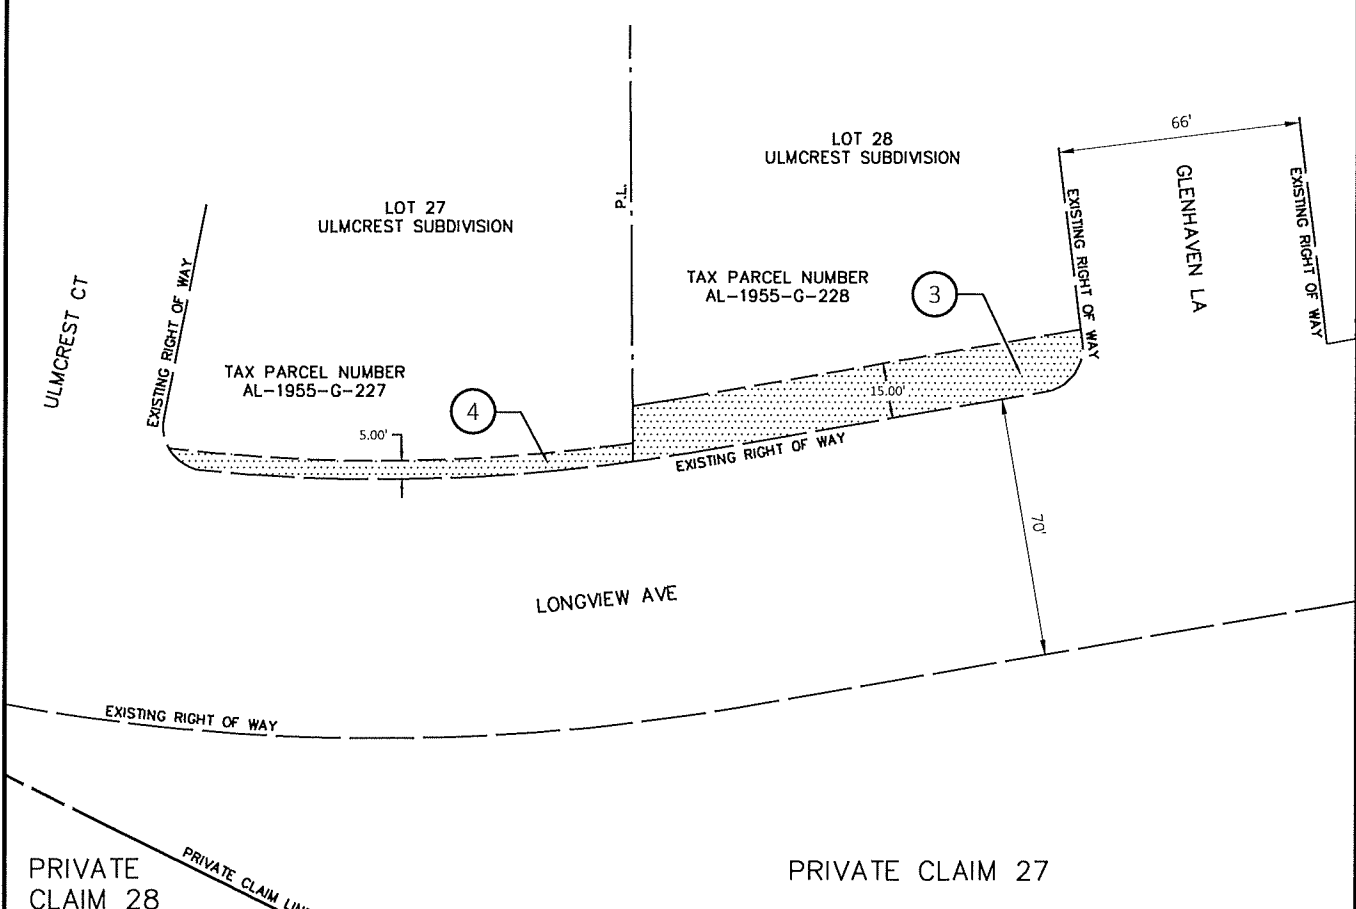 66'
LOT 28
ULMCREST SUBDIVISION
GLENHAVEN LA
EXISTING RIGHT OF WAY
EXISTING RIGHT OF WAY
P.L.
LOT 27
ULMCREST SUBDIVISION
TAX PARCEL NUMBER
AL-1955-G-228
3
ULMCREST CT
EXISTING RIGHT OF WAY
TAX PARCEL NUMBER
AL-1955-G-227
4
15.00'
5.00'
EXISTING RIGHT OF WAY
70'
LONGVIEW AVE
EXISTING RIGHT OF WAY
PRIVATE CLAIM LINE
PRIVATE
CLAIM 28
PRIVATE CLAIM 27